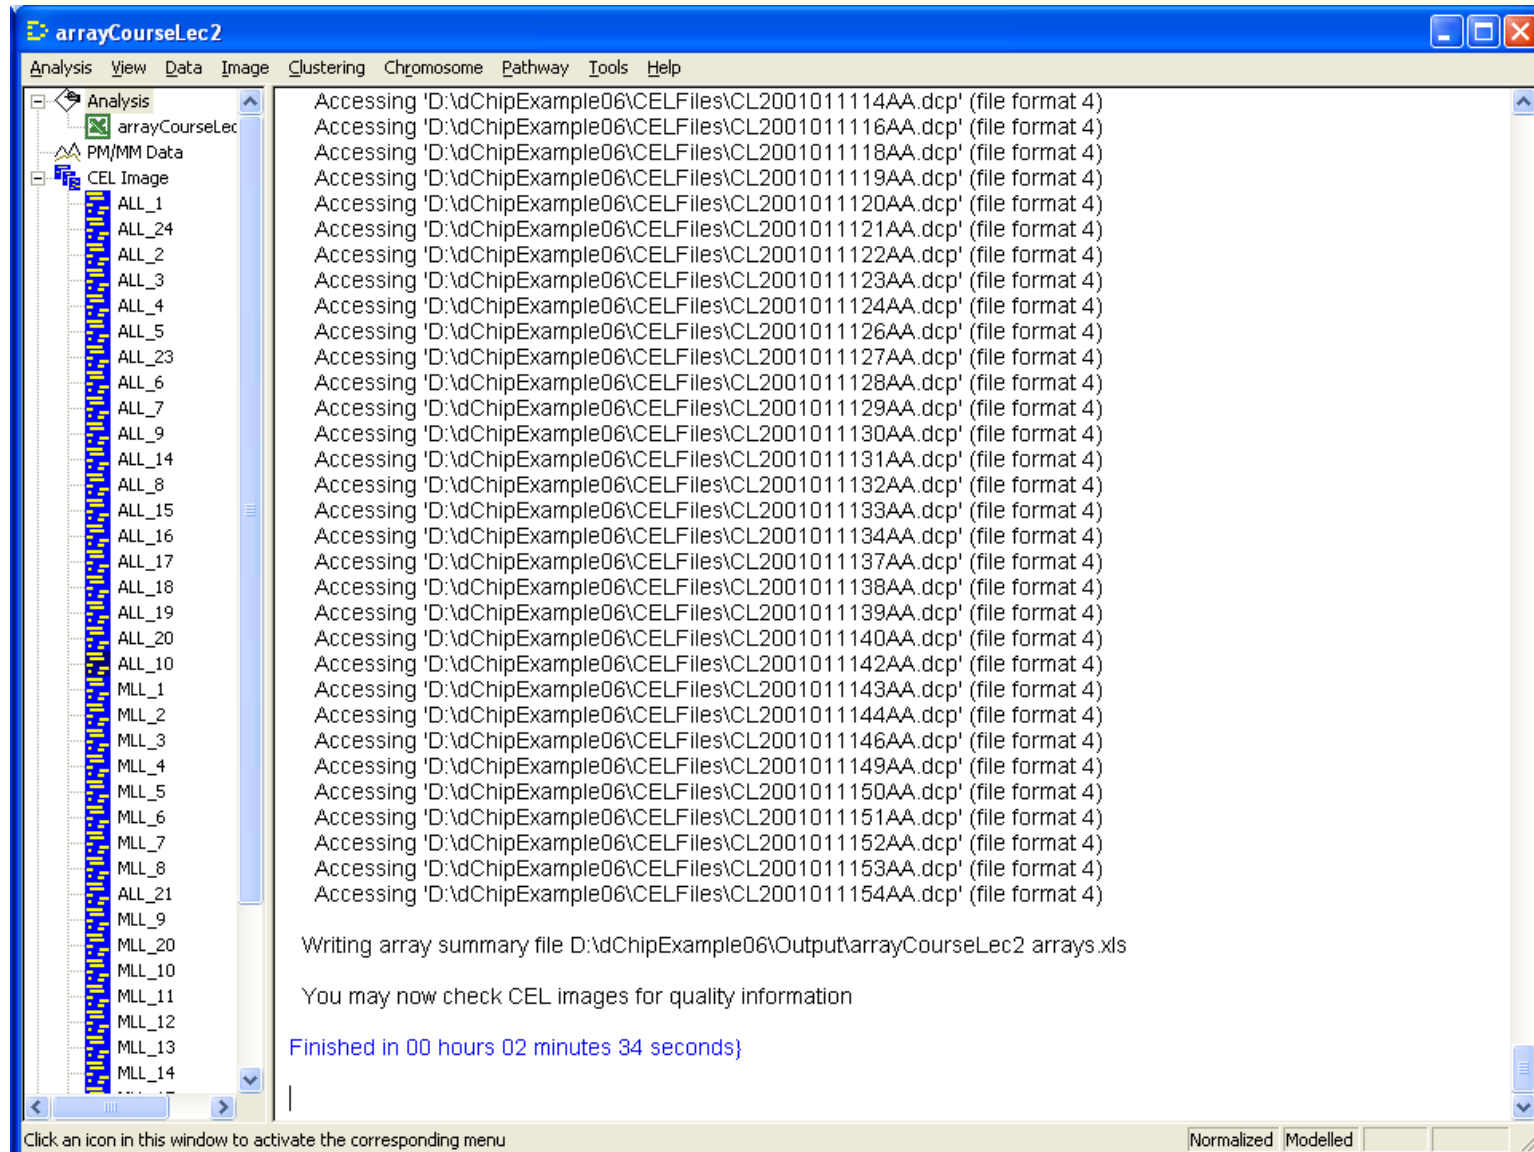 arrayCourseLec2
Analysis View Data Image Clustering Chromosome Pathway Tools Help
Analysis
arrayCourseLec
PM/MM Data
CEL Image
ALL_1
ALL_24
ALL_2
ALL_3
ALL_4
ALL_5
ALL_23
ALL_6
ALL_7
ALL_9
ALL_14
ALL_8
ALL_15
ALL_16
ALL_17
ALL_18
ALL_19
ALL_20
ALL_10
MLL_1
MLL_2
MLL_3
MLL_4
MLL_5
MLL_6
MLL_7
MLL_8
ALL_21
MLL_9
MLL_20
MLL_10
MLL_11
MLL_12
MLL_13
MLL_14
Accessing 'D:\dChipExample06\CELFiles\CL2001011114AA.dcp' (file format 4)
Accessing 'D:\dChipExample06\CELFiles\CL2001011116AA.dcp' (file format 4)
Accessing 'D:\dChipExample06\CELFiles\CL2001011118AA.dcp' (file format 4)
Accessing 'D:\dChipExample06\CELFiles\CL2001011119AA.dcp' (file format 4)
Accessing 'D:\dChipExample06\CELFiles\CL2001011120AA.dcp' (file format 4)
Accessing 'D:\dChipExample06\CELFiles\CL2001011121AA.dcp' (file format 4)
Accessing 'D:\dChipExample06\CELFiles\CL2001011122AA.dcp' (file format 4)
Accessing 'D:\dChipExample06\CELFiles\CL2001011123AA.dcp' (file format 4)
Accessing 'D:\dChipExample06\CELFiles\CL2001011124AA.dcp' (file format 4)
Accessing 'D:\dChipExample06\CELFiles\CL2001011126AA.dcp' (file format 4)
Accessing 'D:\dChipExample06\CELFiles\CL2001011127AA.dcp' (file format 4)
Accessing 'D:\dChipExample06\CELFiles\CL2001011128AA.dcp' (file format 4)
Accessing 'D:\dChipExample06\CELFiles\CL2001011129AA.dcp' (file format 4)
Accessing 'D:\dChipExample06\CELFiles\CL2001011130AA.dcp' (file format 4)
Accessing 'D:\dChipExample06\CELFiles\CL2001011131AA.dcp' (file format 4)
Accessing 'D:\dChipExample06\CELFiles\CL2001011132AA.dcp' (file format 4)
Accessing 'D:\dChipExample06\CELFiles\CL2001011133AA.dcp' (file format 4)
Accessing 'D:\dChipExample06\CELFiles\CL2001011134AA.dcp' (file format 4)
Accessing 'D:\dChipExample06\CELFiles\CL2001011137AA.dcp' (file format 4)
Accessing 'D:\dChipExample06\CELFiles\CL2001011138AA.dcp' (file format 4)
Accessing 'D:\dChipExample06\CELFiles\CL2001011139AA.dcp' (file format 4)
Accessing 'D:\dChipExample06\CELFiles\CL2001011140AA.dcp' (file format 4)
Accessing 'D:\dChipExample06\CELFiles\CL2001011142AA.dcp' (file format 4)
Accessing 'D:\dChipExample06\CELFiles\CL2001011143AA.dcp' (file format 4)
Accessing 'D:\dChipExample06\CELFiles\CL2001011144AA.dcp' (file format 4)
Accessing 'D:\dChipExample06\CELFiles\CL2001011146AA.dcp' (file format 4)
Accessing 'D:\dChipExample06\CELFiles\CL2001011149AA.dcp' (file format 4)
Accessing 'D:\dChipExample06\CELFiles\CL2001011150AA.dcp' (file format 4)
Accessing 'D:\dChipExample06\CELFiles\CL2001011151AA.dcp' (file format 4)
Accessing 'D:\dChipExample06\CELFiles\CL2001011152AA.dcp' (file format 4)
Accessing 'D:\dChipExample06\CELFiles\CL2001011153AA.dcp' (file format 4)
Accessing 'D:\dChipExample06\CELFiles\CL2001011154AA.dcp' (file format 4)
Writing array summary file D:\dChipExample06\Output\arrayCourseLec2 arrays.xls
You may now check CEL images for quality information
Finished in 00 hours 02 minutes 34 seconds}
Click an icon in this window to activate the corresponding menu
Normalized Modelled